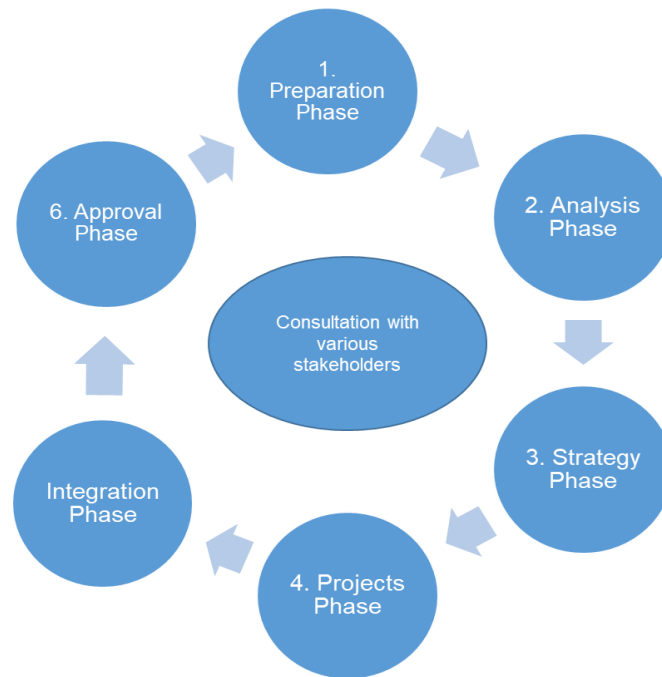 1.
Preparation
Phase
2. Analysis
Phase
3. Strategy
Phase
4. Projects
Phase
Integration
Phase
6. Approval
Phase
Consultation with
various
stakeholders